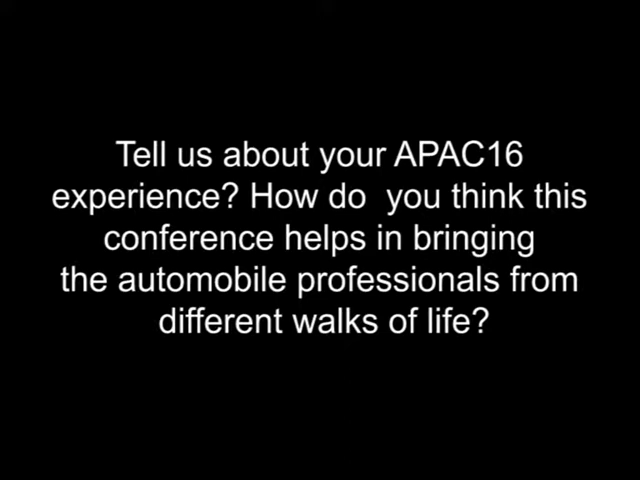 Tell us about your APAC16
experience? How do you think this
conference helps in bringing
the automobile professionals from
different walks of life?